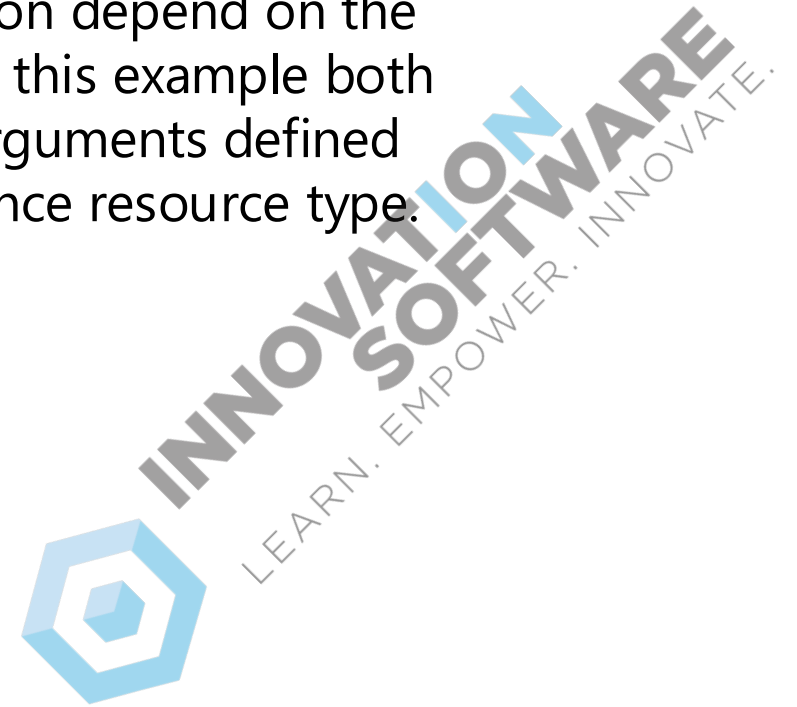 on depend on the
this example both
rguments defined
nce resource type.
INNOVATION
SOFTWARE
LEARN. EMPOWER. INNOVATE.